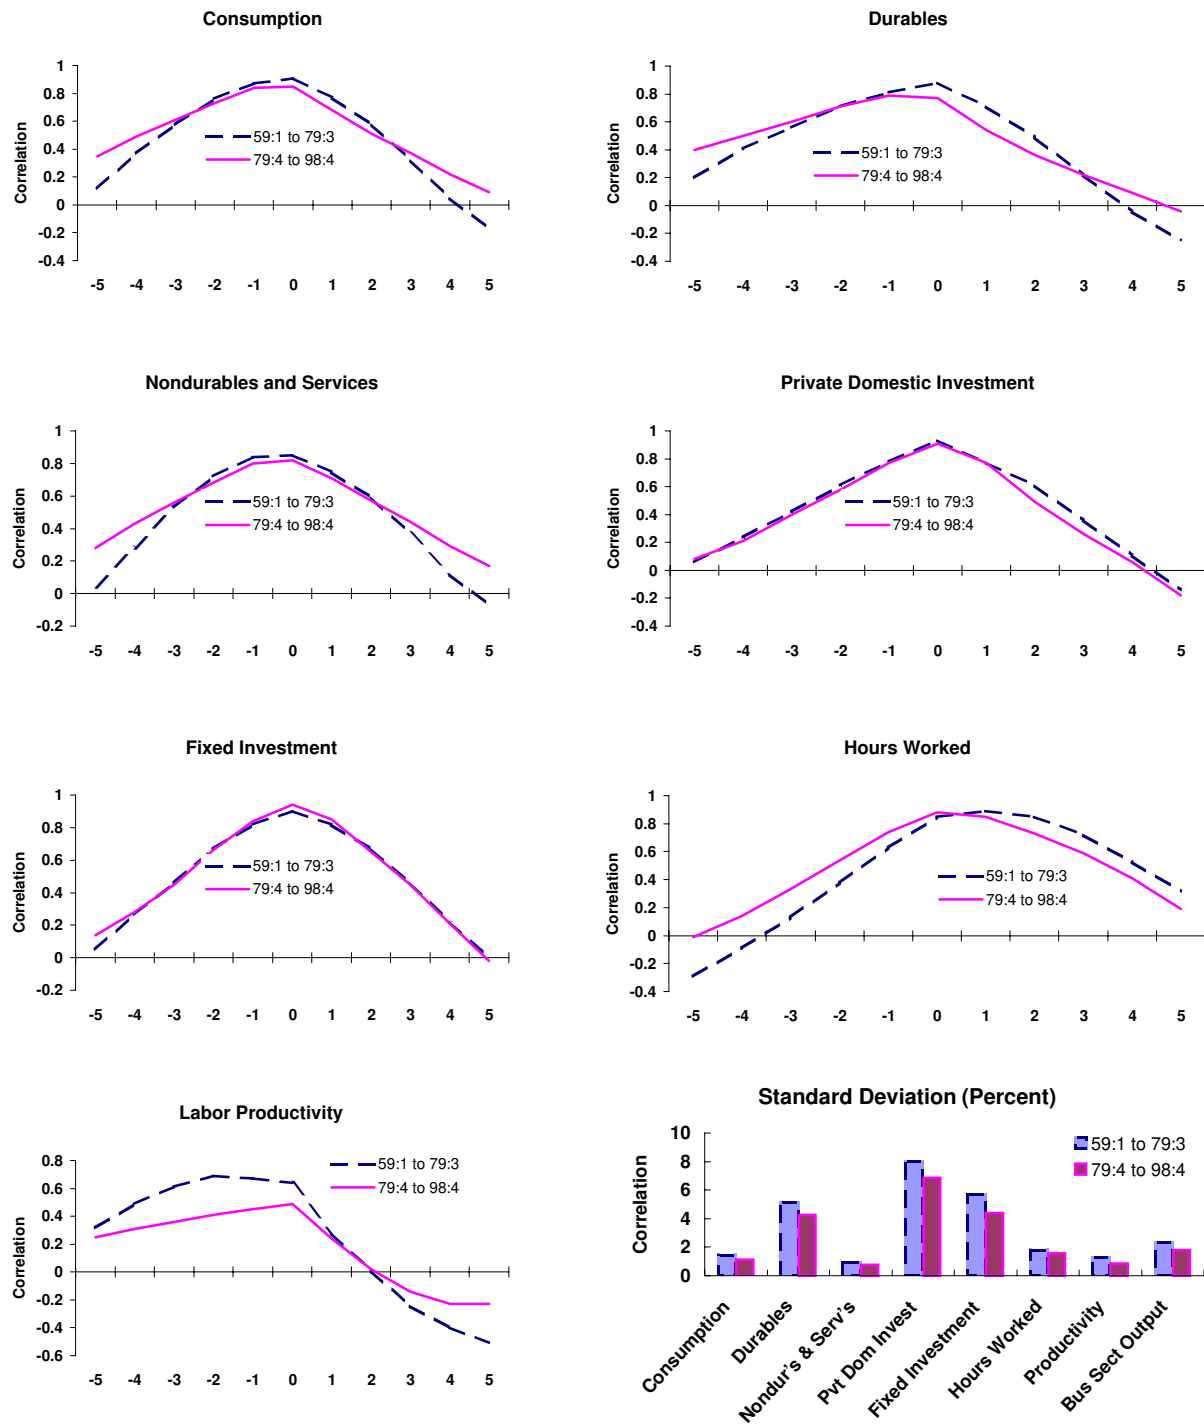 Consumption
Correlation
1
0.8
0.6
0.4
0.2
0
-0.2
-0.4
59:1 to 79:3
79:4 to 98:4
-5 -4 -3 -2 -1 0 1 2 3 4 5
Durables
Correlation
1
0.8
0.6
0.4
0.2
0
-0.2
-0.4
59:1 to 79:3
79:4 to 98:4
-5 -4 -3 -2 -1 0 1 2 3 4 5
Nondurables and Services
Correlation
1
0.8
0.6
0.4
0.2
0
-0.2
59:1 to 79:3
79:4 to 98:4
-5 -4 -3 -2 -1 0 1 2 3 4 5
Private Domestic Investment
Correlation
1
0.8
0.6
0.4
0.2
0
-0.2
-0.4
59:1 to 79:3
79:4 to 98:4
-5 -4 -3 -2 -1 0 1 2 3 4 5
Fixed Investment
Correlation
1
0.8
0.6
0.4
0.2
0
-0.2
59:1 to 79:3
79:4 to 98:4
-5 -4 -3 -2 -1 0 1 2 3 4 5
Hours Worked
Correlation
1
0.8
0.6
0.4
0.2
0
-0.2
-0.4
59:1 to 79:3
79:4 to 98:4
-5 -4 -3 -2 -1 0 1 2 3 4 5
Labor Productivity
Correlation
0.8
0.6
0.4
0.2
0
-0.2
-0.4
-0.6
59:1 to 79:3
79:4 to 98:4
-5 -4 -3 -2 -1 0 1 2 3 4 5
Standard Deviation (Percent)
Correlation
10
8
6
4
2
0
59:1 to 79:3
79:4 to 98:4
Consumption
Durables
Nondur's & Serv's
Pvt Dom Invest
Fixed Investment
Hours Worked
Productivity
Bus Sect Output